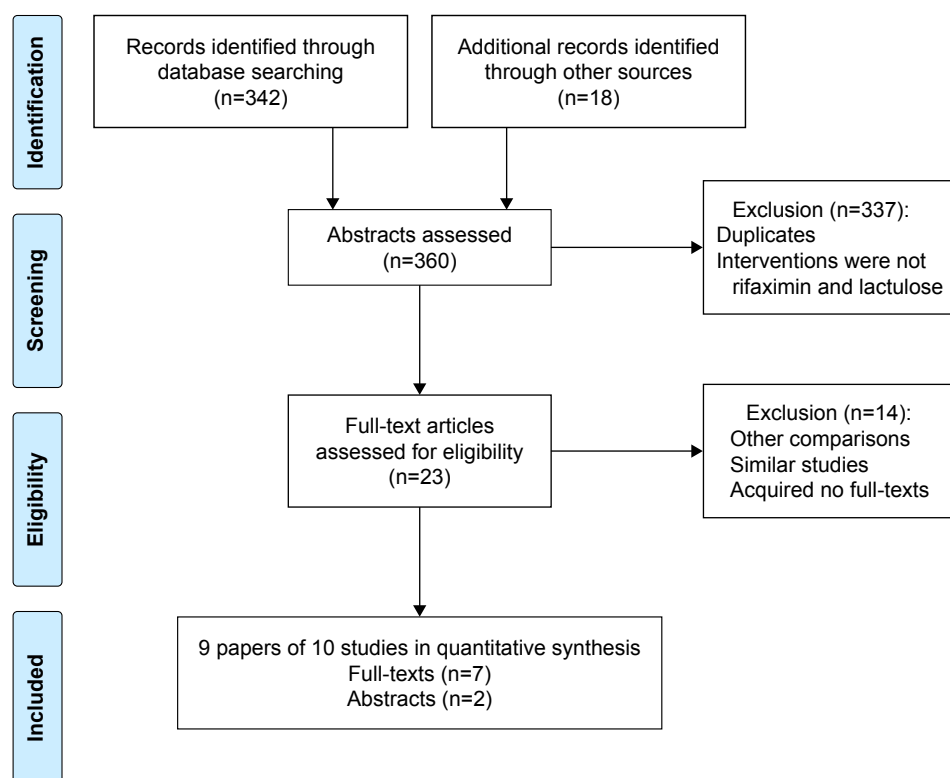 Identification
Records identified through
database searching
(n=342)
Additional records identified
through other sources
(n=18)
Screening
Abstracts assessed
(n=360)
Exclusion (n=337):
Duplicates
Interventions were not
rifaximin and lactulose
Eligibility
Full-text articles
assessed for eligibility
(n=23)
Exclusion (n=14):
Other comparisons
Similar studies
Acquired no full-texts
Included
9 papers of 10 studies in quantitative synthesis
Full-texts (n=7)
Abstracts (n=2)